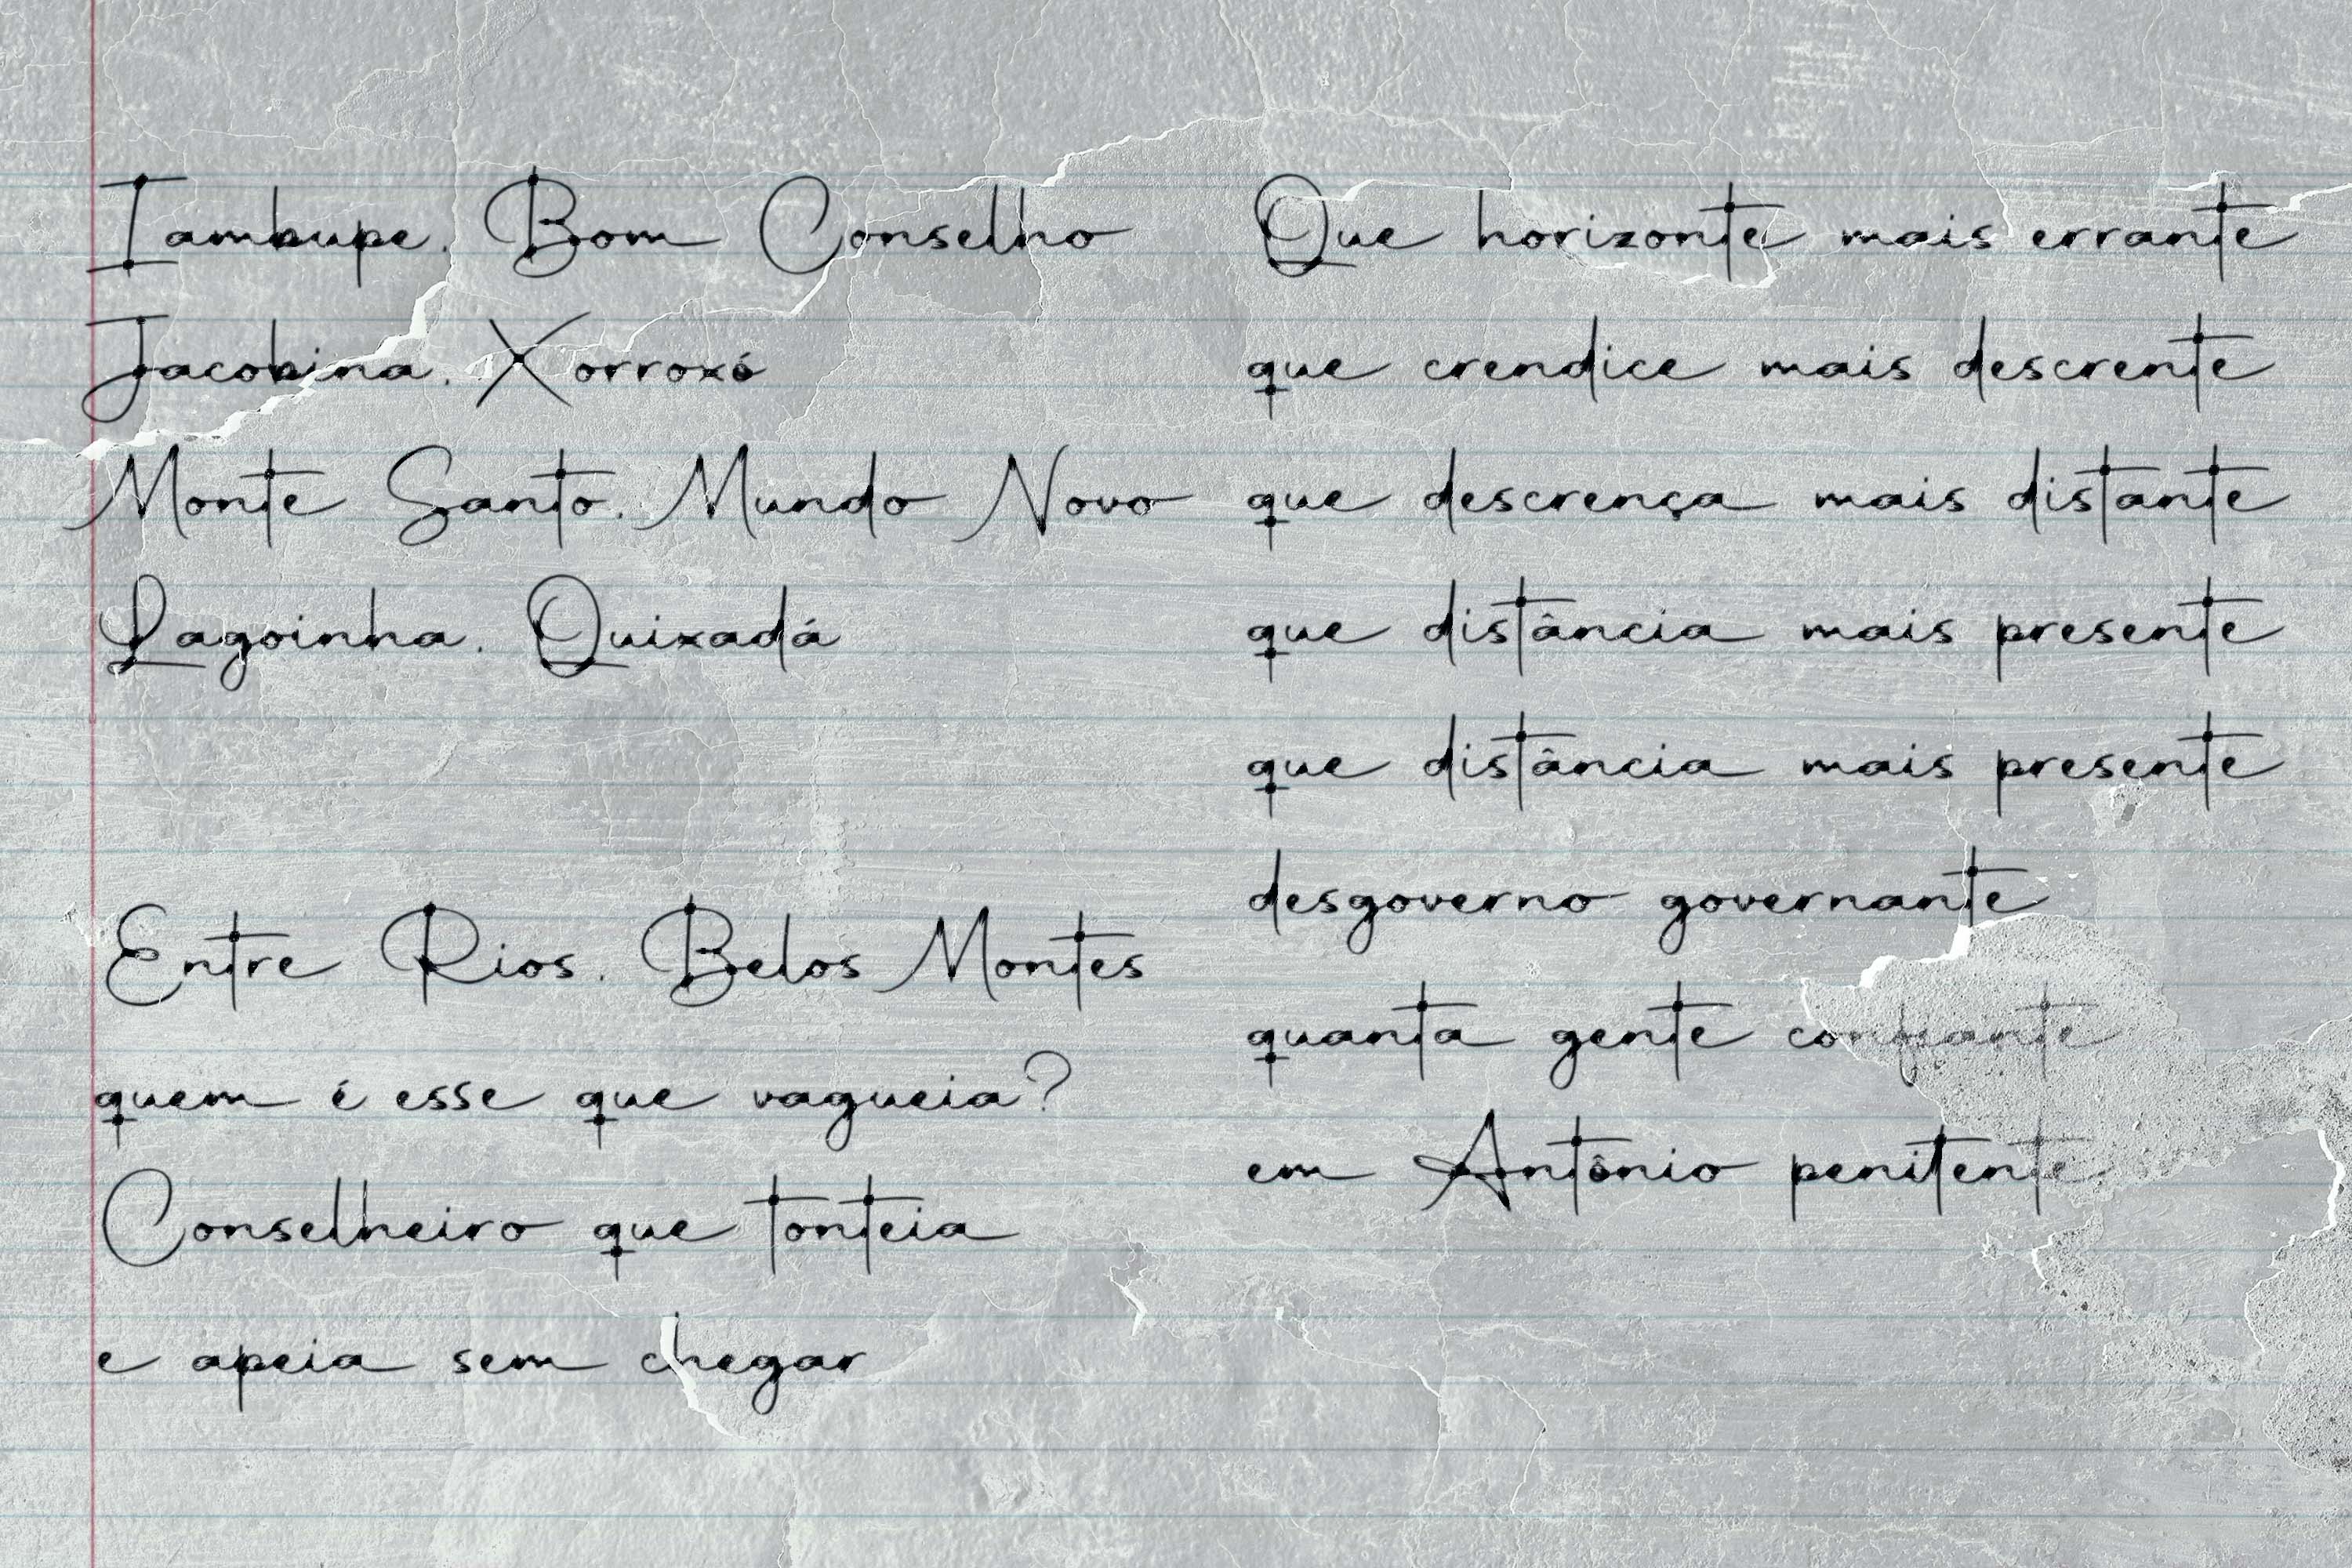 Iambupe. Bom Conselho
Jacobina. Xorroxó
Monte Santo. Mundo Novo
Lagoinha. Quixadá
Entre Rios. Belos Montes
quem é esse que vagueia?
Conselheiro que tonteia
e apeia sem chegar
Que horizonte mais errante
que crendice mais descrente
que descrença mais distante
que distância mais presente
que distância mais presente
desgoverno governante
quanta gente confiante
em Antônio penitente